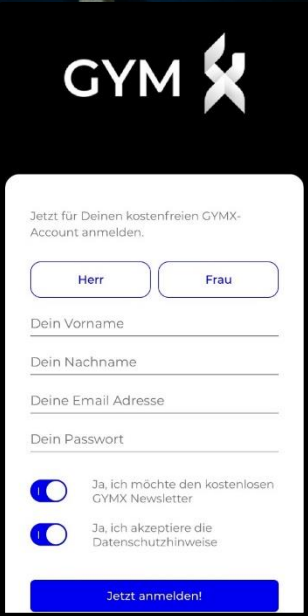 GYM X
Jetzt für Deinen kostenfreien GYMX-
Account anmelden.
Herr
Frau
Dein Vorname
Dein Nachname
Deine Email Adresse
Dein Passwort
Ja, ich möchte den kostenlosen
GYMX Newsletter
Ja, ich akzeptiere die
Datenschutzhinweise
Jetzt anmelden!